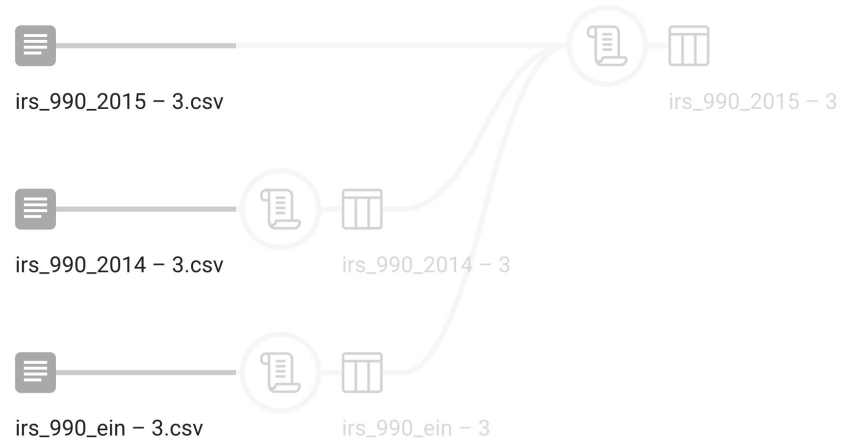 irs_990_2015 – 3.csv
irs_990_2015 – 3
irs_990_2014 – 3.csv
irs_990_2014 – 3
irs_990_ein – 3.csv
irs_990_ein – 3